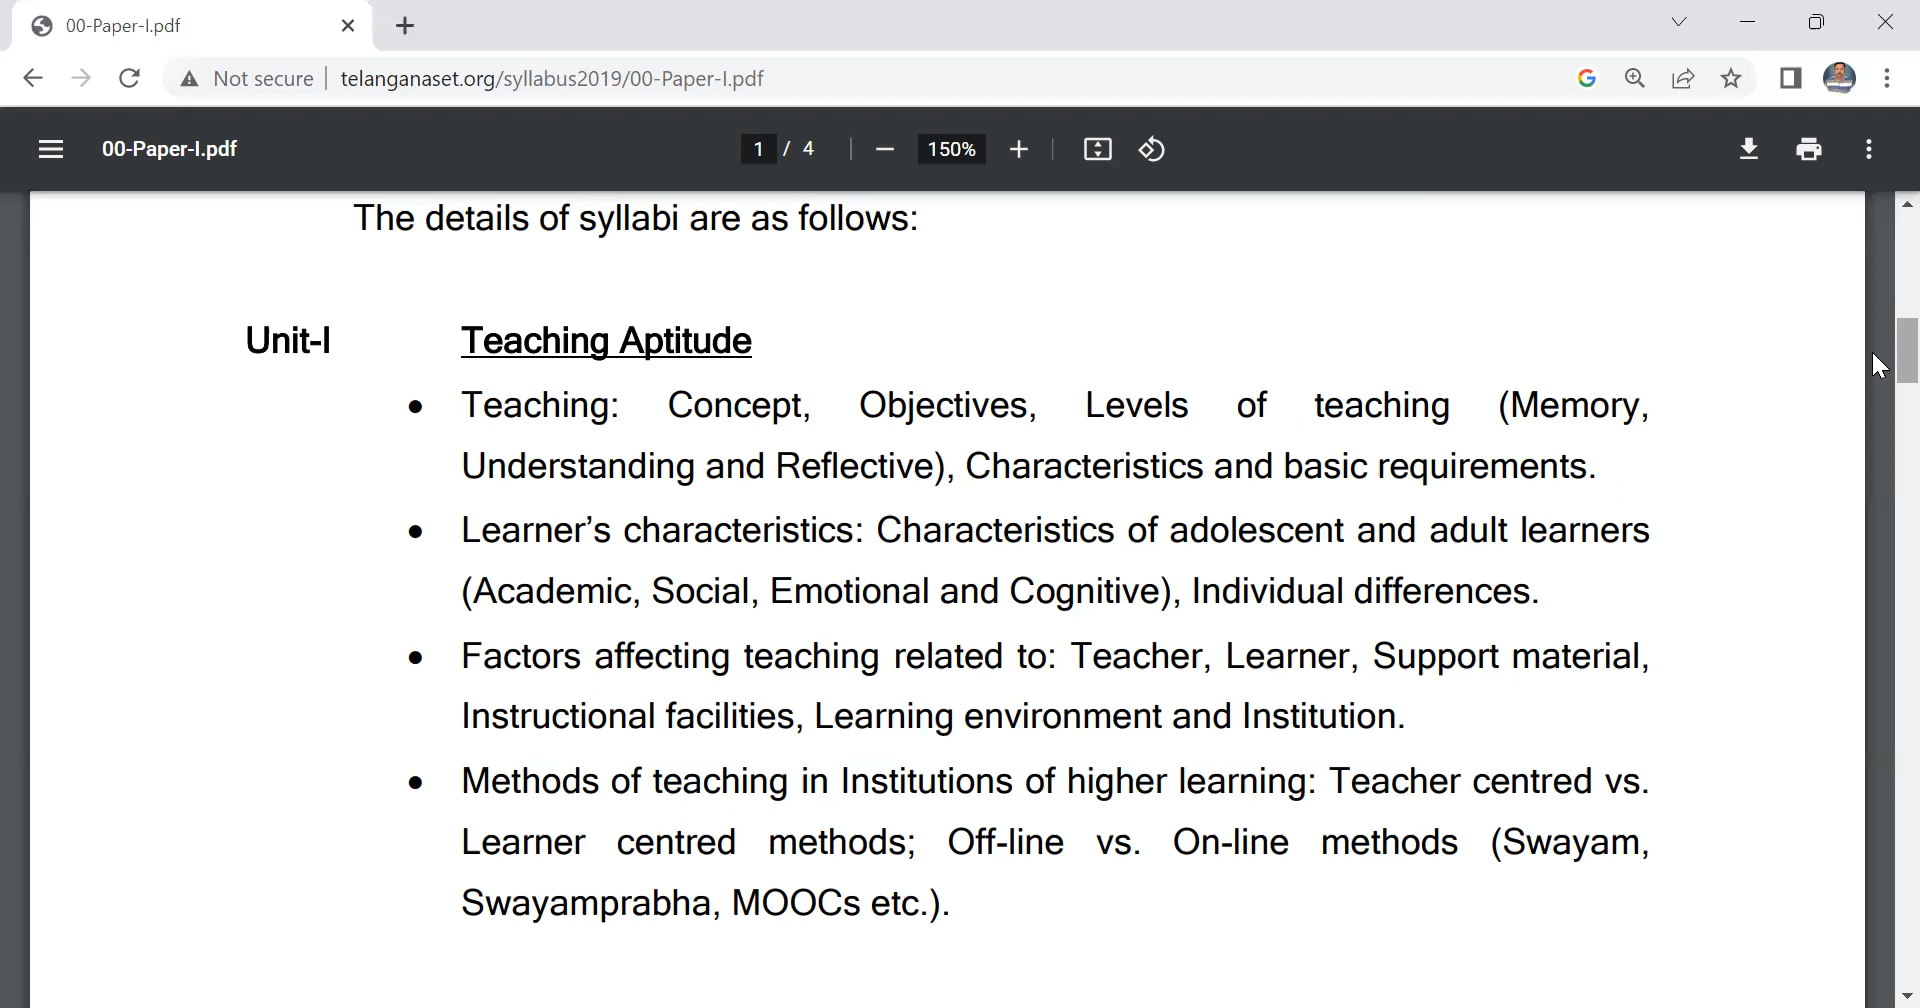 00-Paper-I.pdf
Not secure
telanganaset.org/syllabus2019/00-Paper-I.pdf
00-Paper-I.pdf
1 / 4
150%
The details of syllabi are as follows:
Unit-I Teaching Aptitude
• Teaching: Concept, Objectives, Levels of teaching (Memory,
Understanding and Reflective), Characteristics and basic requirements.
• Learner’s characteristics: Characteristics of adolescent and adult learners
(Academic, Social, Emotional and Cognitive), Individual differences.
• Factors affecting teaching related to: Teacher, Learner, Support material,
Instructional facilities, Learning environment and Institution.
• Methods of teaching in Institutions of higher learning: Teacher centred vs.
Learner centred methods; Off-line vs. On-line methods (Swayam,
Swayamprabha, MOOCs etc.).